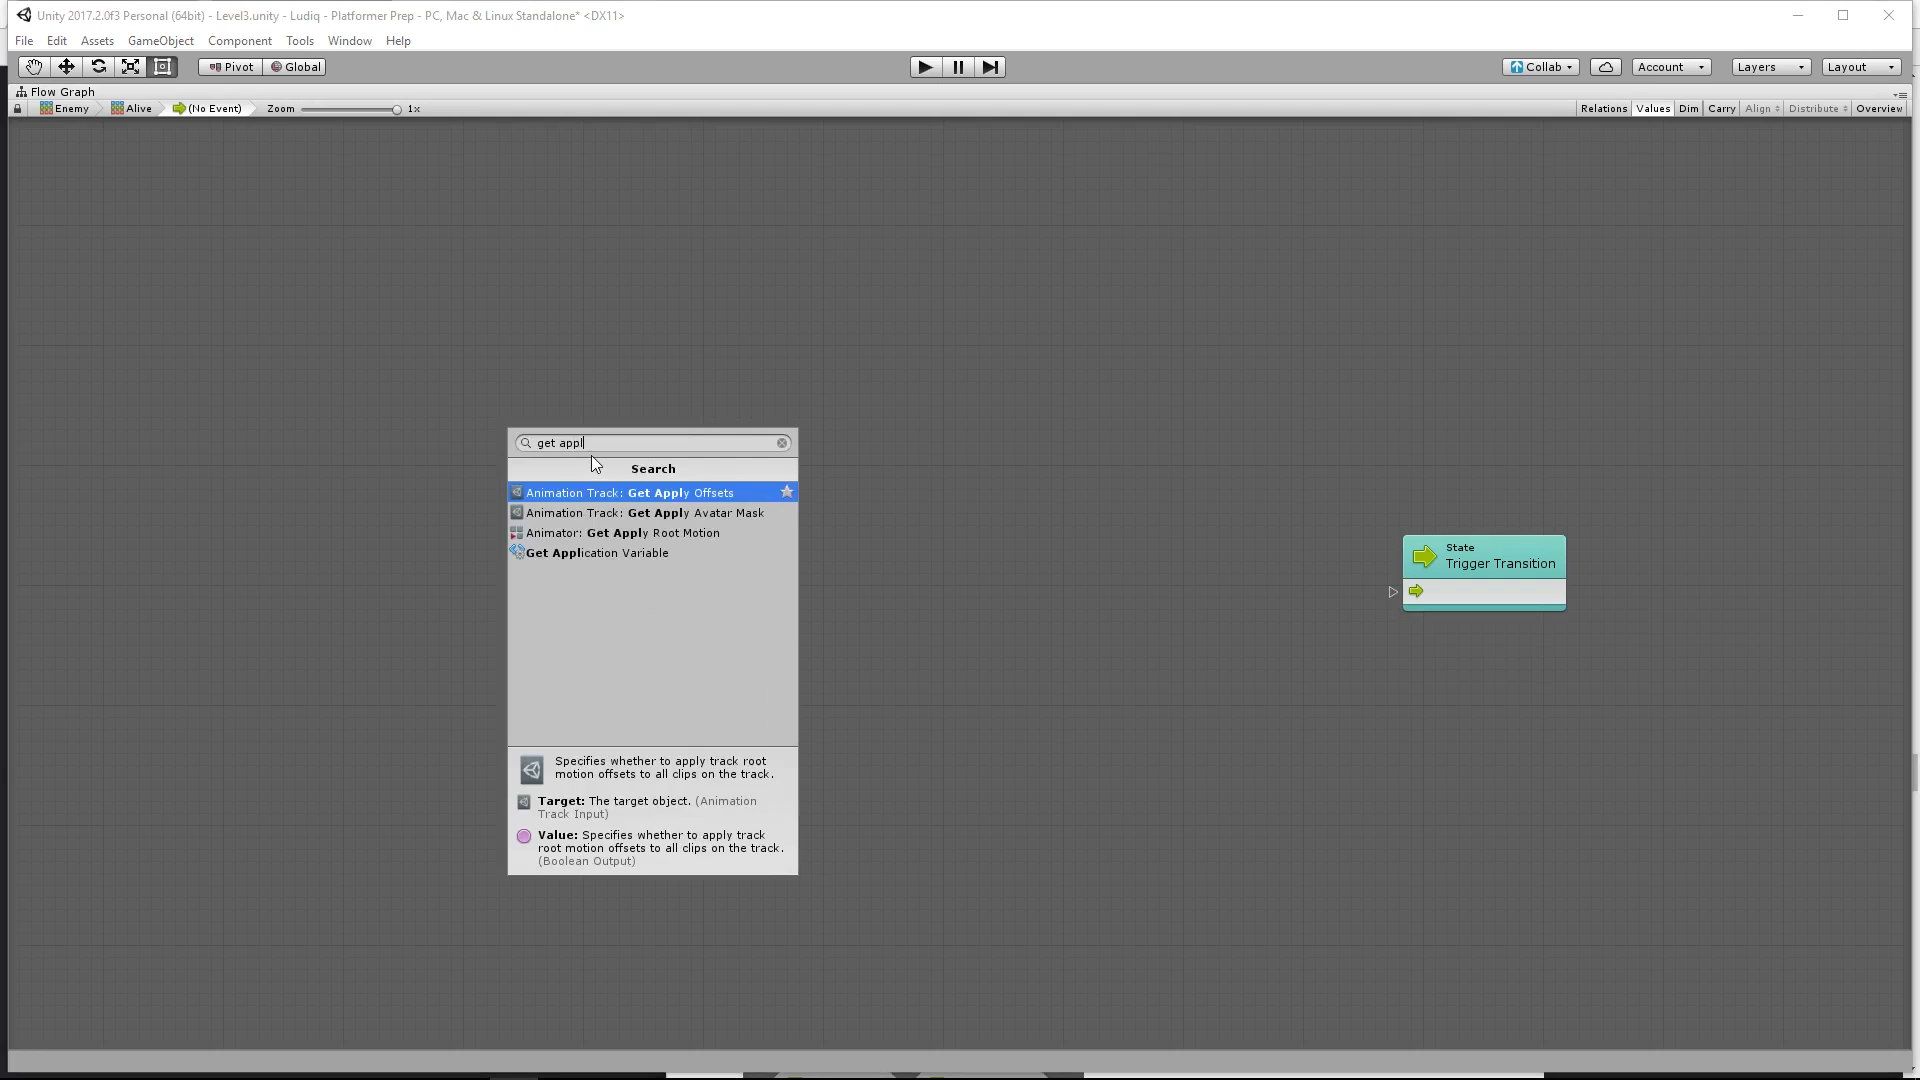 Unity 2017.2.0f3 Personal (64bit) - Level3.unity - Ludiq - Platformer Prep - PC, Mac & Linux Standalone* <DX11>
File Edit Assets GameObject Component Tools Window Help
Pivot Global Collab Account Layers Layout
Flow Graph
Enemy Alive (No Event) Zoom 1x Relations Values Dim Carry Align Distribute Overview
get appl
Search
Animation Track: Get Apply Offsets
Animation Track: Get Apply Avatar Mask
Animator: Get Apply Root Motion
Get Application Variable
State
Trigger Transition
Specifies whether to apply track root
motion offsets to all clips on the track.
Target: The target object. (Animation
Track Input)
Value: Specifies whether to apply track
root motion offsets to all clips on the track.
(Boolean Output)